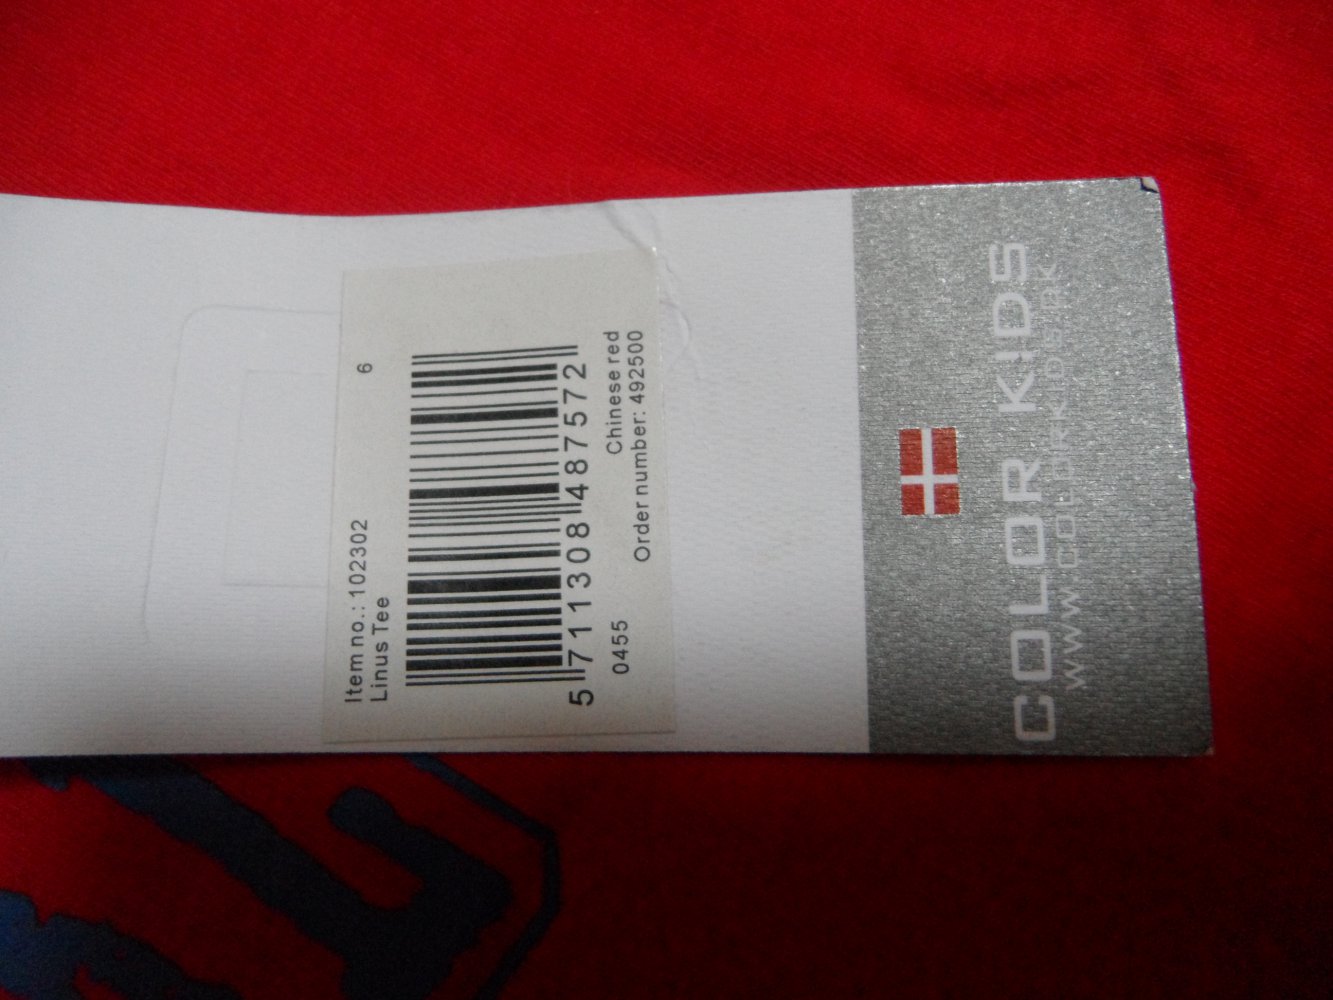 Item no.: 102302 6
Linus Tee
5 711308 487572
0455 Chinese red
Order number: 492500
COLOR KIDS
WWW.COLORKIDS.DK